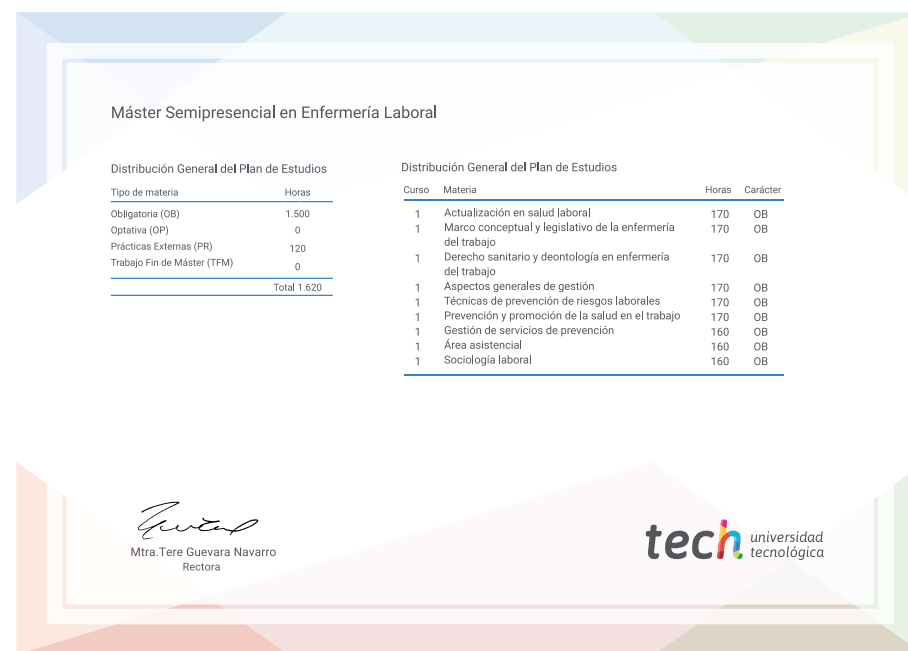 Máster Semipresencial en Enfermería Laboral
Distribución General del Plan de Estudios
Tipo de materia Horas
Obligatoria (OB) 1.500
Optativa (OP) 0
Prácticas Externas (PR) 120
Trabajo Fin de Máster (TFM) 0
Total 1.620
Distribución General del Plan de Estudios
Curso Materia Horas Carácter
1 Actualización en salud laboral 170 OB
1 Marco conceptual y legislativo de la enfermería 170 OB
del trabajo
1 Derecho sanitario y deontología en enfermería 170 OB
del trabajo
1 Aspectos generales de gestión 170 OB
1 Técnicas de prevención de riesgos laborales 170 OB
1 Prevención y promoción de la salud en el trabajo 170 OB
1 Gestión de servicios de prevención 160 OB
1 Área asistencial 160 OB
1 Sociología laboral 160 OB
Mtra.Tere Guevara Navarro
Rectora
tech universidad
tecnológica